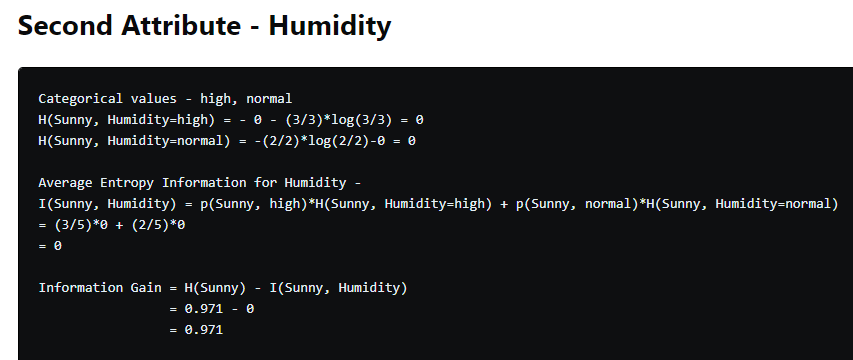 Second Attribute - Humidity
Categorical values - high, normal
H(Sunny, Humidity=high) = - 0 - (3/3)*log(3/3) = 0
H(Sunny, Humidity=normal) = -(2/2)*log(2/2)-0 = 0
Average Entropy Information for Humidity -
I(Sunny, Humidity) = p(Sunny, high)*H(Sunny, Humidity=high) + p(Sunny, normal)*H(Sunny, Humidity=normal)
= (3/5)*0 + (2/5)*0
= 0
Information Gain = H(Sunny) - I(Sunny, Humidity)
= 0.971 - 0
= 0.971